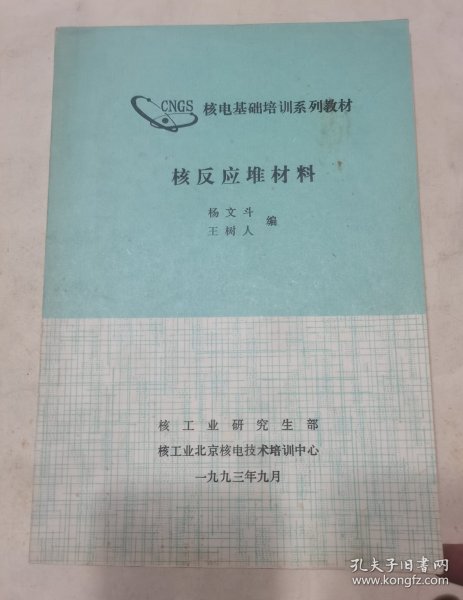 CNGS 核电基础培训系列教材
核反应堆材料
杨文斗
王树人 编
核工业研究生部
核工业北京核电技术培训中心
一九九三年九月
孔夫子旧书网
www.kongfz.com